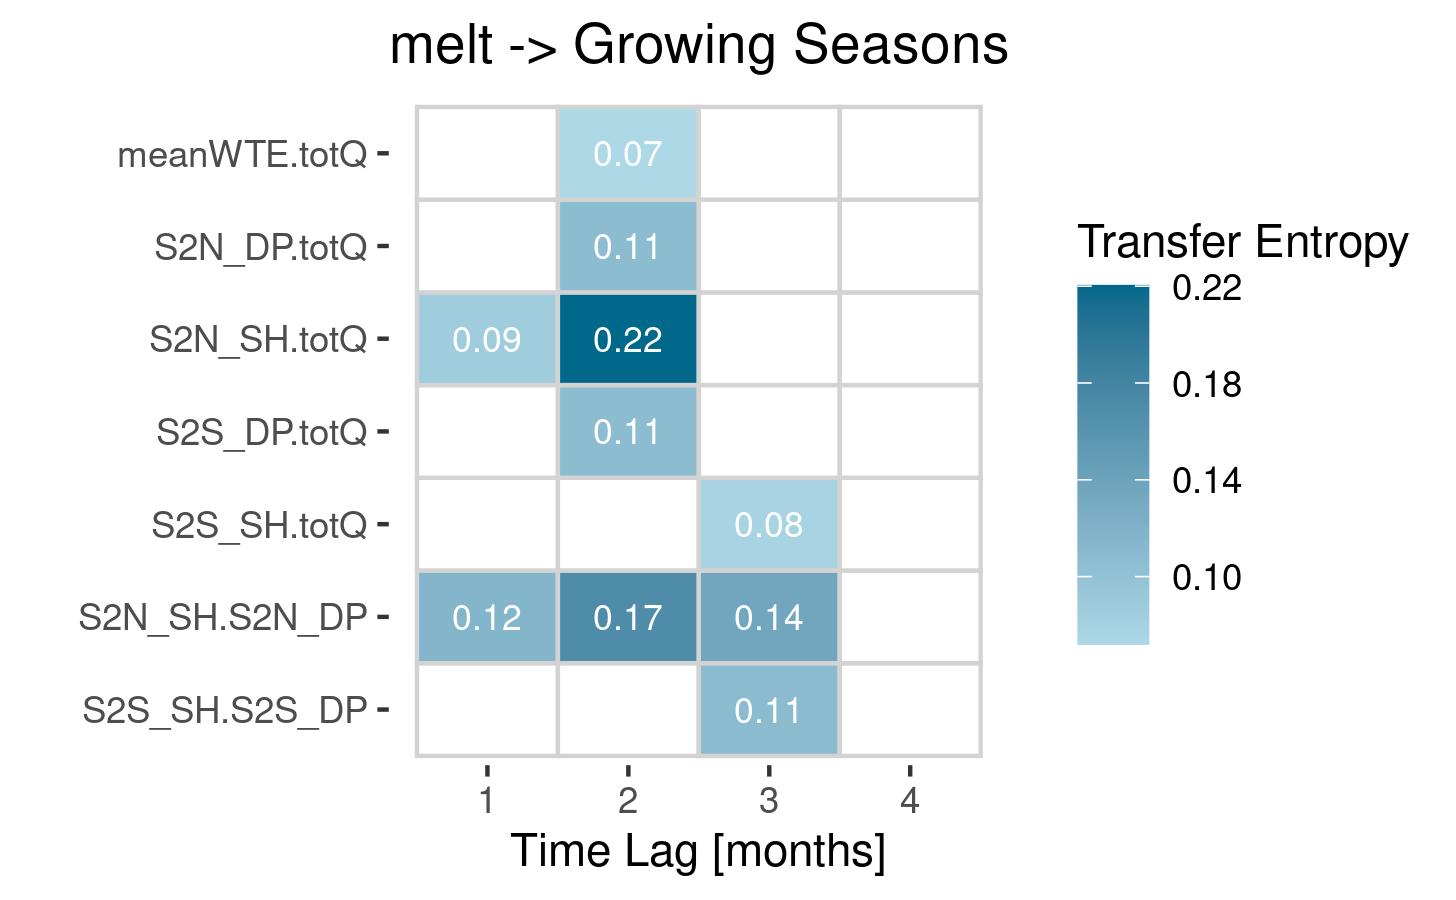 melt -> Growing Seasons
meanWTE.totQ
0.07
S2N_DP.totQ
0.11
S2N_SH.totQ
0.09 0.22
S2S_DP.totQ
0.11
S2S_SH.totQ
0.08
S2N_SH.S2N_DP
0.12 0.17 0.14
S2S_SH.S2S_DP
0.11
1 2 3 4
Time Lag [months]
Transfer Entropy
0.22
0.18
0.14
0.10